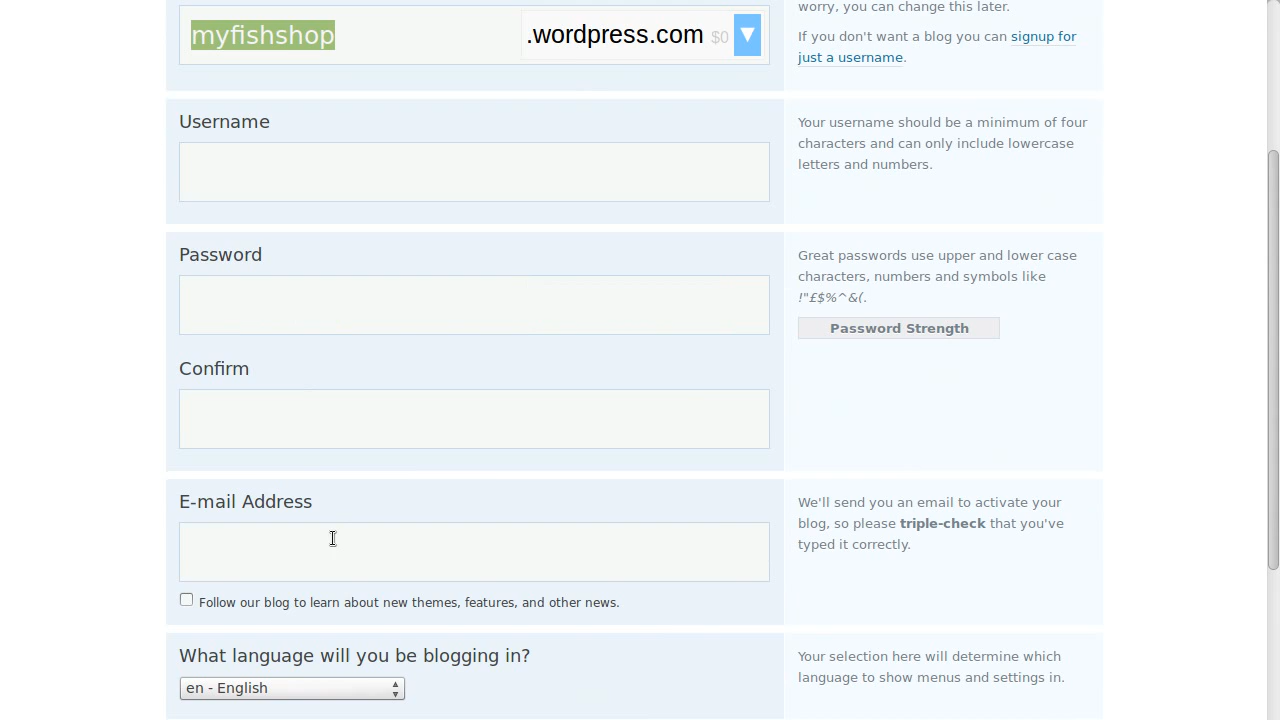 worry, you can change this later.
myfishshop .wordpress.com $0 ▼
If you don't want a blog you can signup for
just a username.
Username
Your username should be a minimum of four
characters and can only include lowercase
letters and numbers.
Password
Great passwords use upper and lower case
characters, numbers and symbols like
!"£$%^&(.
Password Strength
Confirm
E-mail Address
We'll send you an email to activate your
blog, so please triple-check that you've
typed it correctly.
Follow our blog to learn about new themes, features, and other news.
What language will you be blogging in?
en - English
Your selection here will determine which
language to show menus and settings in.